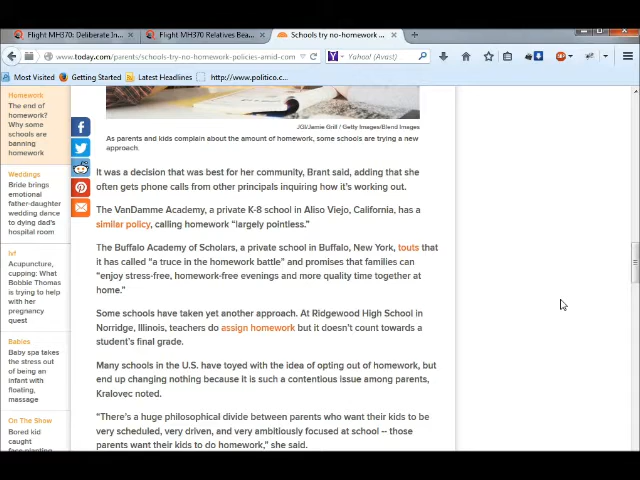 Flight MH370: Deliberate In...
Flight MH370 Relatives Bea...
Schools try no-homework ...
www.today.com/parents/schools-try-no-homework-policies-amid-com
Yahoo! (Avast)
Most Visited
Getting Started
Latest Headlines
http://www.politico.c...
Homework:
The end of
homework?
Why some
schools are
banning
homework
Weddings
Bride brings
emotional
father-daughter
wedding dance
to dying dad's
hospital room
Ivf
Acupuncture,
cupping: What
Bobbie Thomas
is trying to help
with her
pregnancy
quest
Babies
Baby spa takes
the stress out
of being an
infant with
floating,
massage
On The Show
Bored kid
caught
JGI/Jamie Grill / Getty Images/Blend Images
As parents and kids complain about the amount of homework, some schools are trying a new
approach.
It was a decision that was best for her community, Brant said, adding that she
often gets phone calls from other principals inquiring how it's working out.
The VanDamme Academy, a private K-8 school in Aliso Viejo, California, has a
similar policy, calling homework “largely pointless.”
The Buffalo Academy of Scholars, a private school in Buffalo, New York, touts that
it has called “a truce in the homework battle” and promises that families can
“enjoy stress-free, homework-free evenings and more quality time together at
home.”
Some schools have taken yet another approach. At Ridgewood High School in
Norridge, Illinois, teachers do assign homework but it doesn't count towards a
student's final grade.
Many schools in the U.S. have toyed with the idea of opting out of homework, but
end up changing nothing because it is such a contentious issue among parents,
Kralovec noted.
“There's a huge philosophical divide between parents who want their kids to be
very scheduled, very driven, and very ambitiously focused at school -- those
parents want their kids to do homework,” she said.